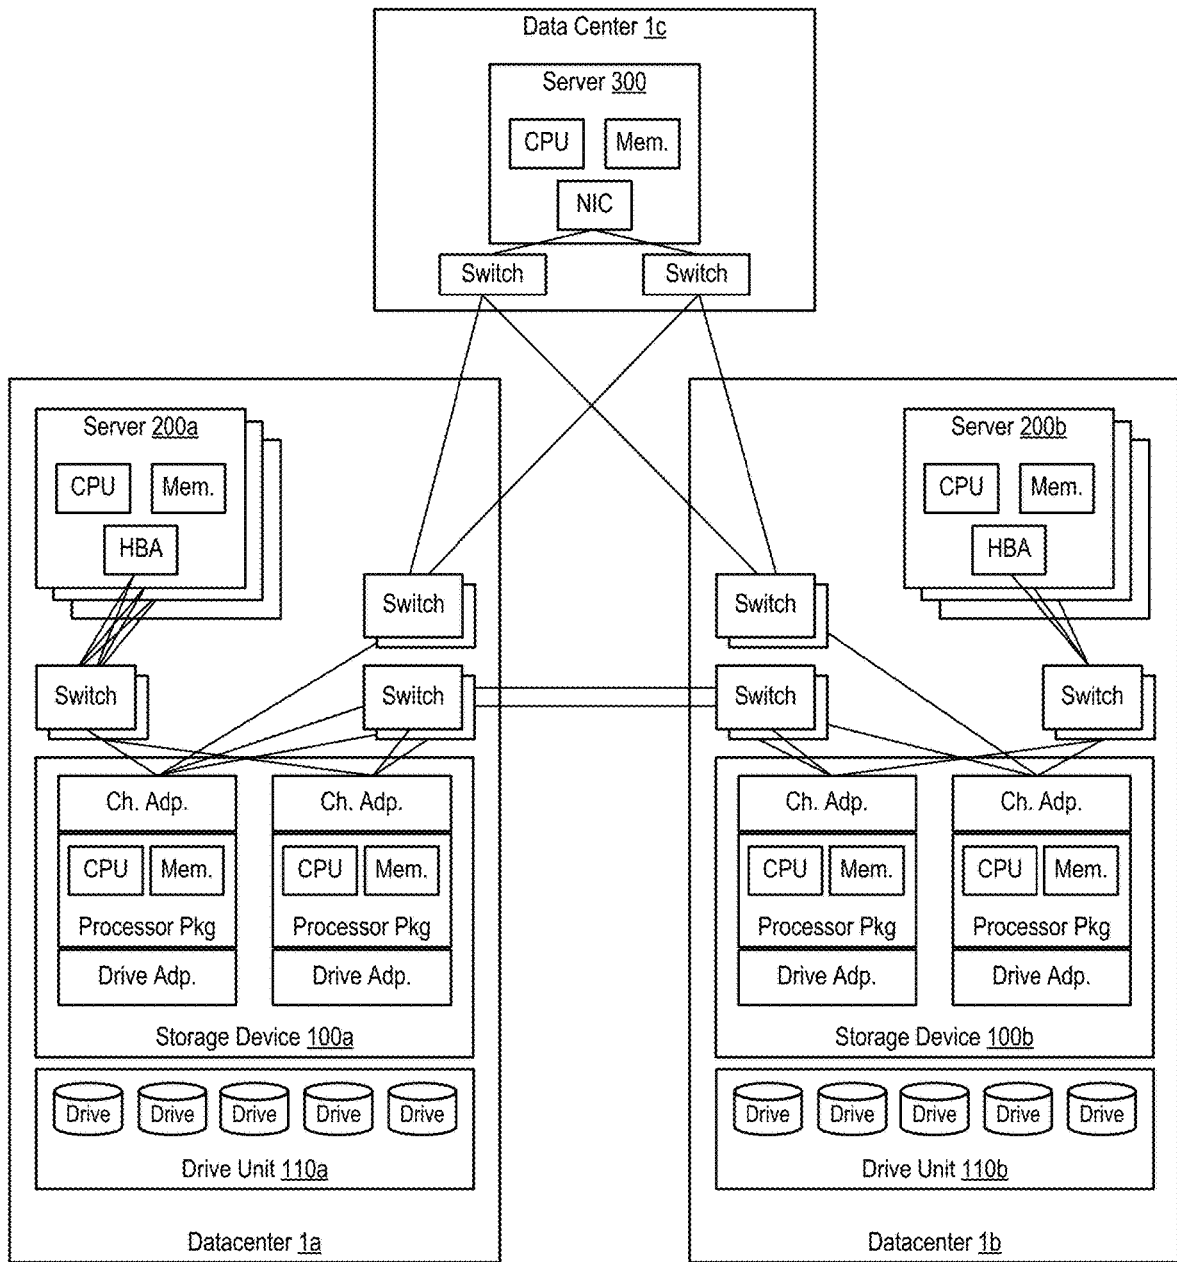 Data Center 1c
Server 300
CPU
Mem.
NIC
Switch
Switch
Server 200a
CPU
Mem.
HBA
Switch
Switch
Switch
Ch. Adp.
Ch. Adp.
CPU
Mem.
CPU
Mem.
Processor Pkg
Processor Pkg
Drive Adp.
Drive Adp.
Storage Device 100a
Drive
Drive
Drive
Drive
Drive
Drive Unit 110a
Datacenter 1a
Server 200b
CPU
Mem.
HBA
Switch
Switch
Switch
Ch. Adp.
Ch. Adp.
CPU
Mem.
CPU
Mem.
Processor Pkg
Processor Pkg
Drive Adp.
Drive Adp.
Storage Device 100b
Drive
Drive
Drive
Drive
Drive
Drive Unit 110b
Datacenter 1b